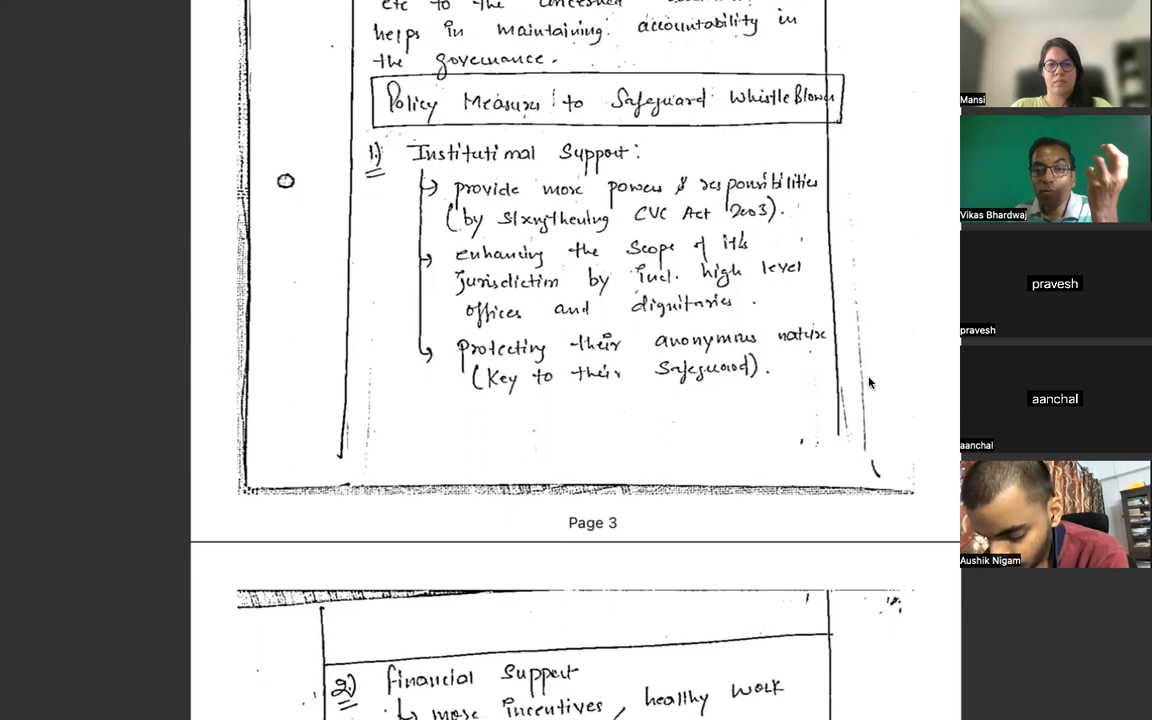 etc to the
helps in maintaining accountability in
the governance.
Policy Measures to Safeguard WhistleBlower
1.) Institutional Support:
↳ provide more powers & responsibilities
(by strengthening CVC Act 2003).
↳ enhancing the scope of its
jurisdiction by incl. high level
offices and dignitaries.
↳ protecting their anonymous nature
(Key to their Safeguard).
Page 3
2.) financial Support
↳ more incentives, healthy work
Mansi
Vikas Bhardwaj
pravesh
pravesh
aanchal
aanchal
Aushik Nigam